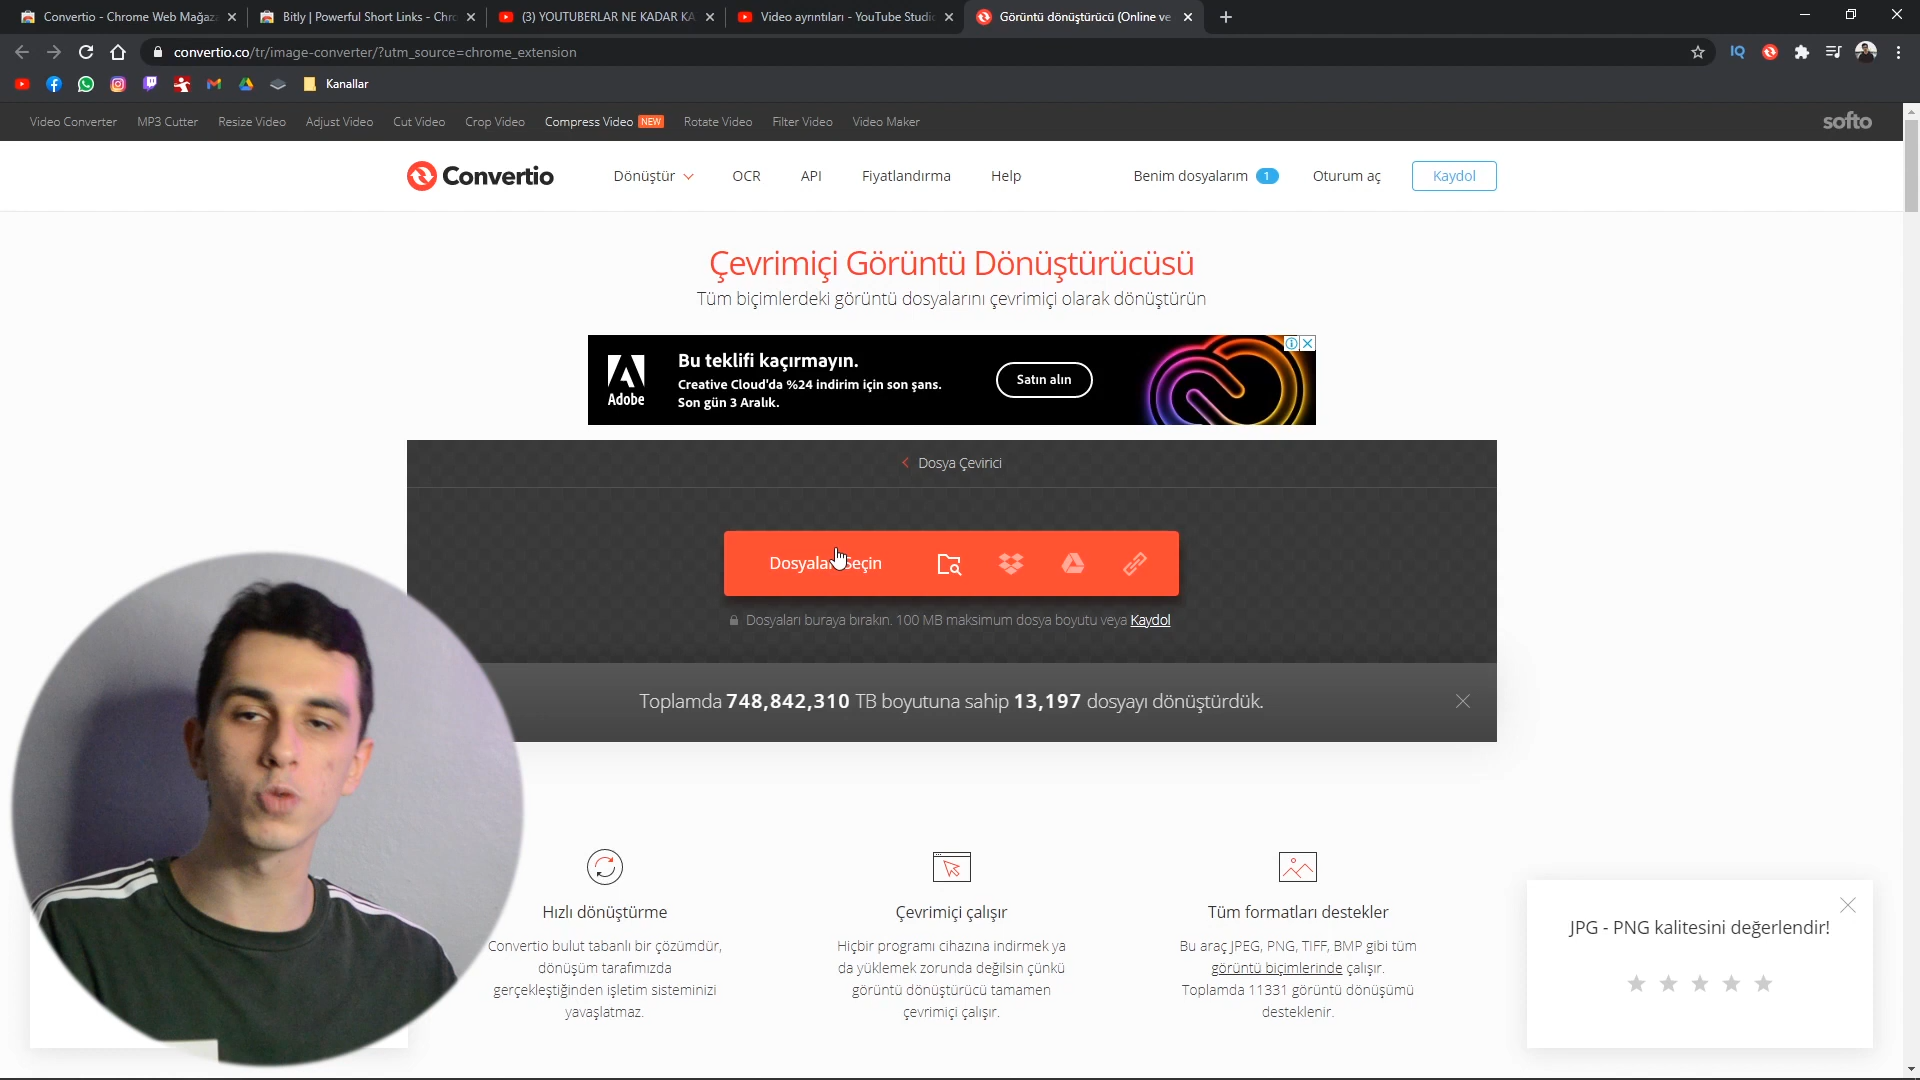 Convertio - Chrome Web Mağaz
Bitly | Powerful Short Links - Chro
(3) YOUTUBERLAR NE KADAR KA
Video ayrıntıları - YouTube Studio
Görüntü dönüştürücü (Online ve
convertio.co/tr/image-converter/?utm_source=chrome_extension
IQ
Kanallar
Video Converter
MP3 Cutter
Resize Video
Adjust Video
Cut Video
Crop Video
Compress Video NEW
Rotate Video
Filter Video
Video Maker
softo
Convertio
Dönüştür
OCR
API
Fiyatlandırma
Help
Benim dosyalarım 1
Oturum aç
Kaydol
Çevrimiçi Görüntü Dönüştürücüsü
Tüm biçimlerdeki görüntü dosyalarını çevrimiçi olarak dönüştürün
Adobe
Bu teklifi kaçırmayın.
Creative Cloud'da %24 indirim için son şans.
Son gün 3 Aralık.
Satın alın
Dosya Çevirici
Dosyaları Seçin
Dosyaları buraya bırakın. 100 MB maksimum dosya boyutu veya Kaydol
Toplamda 748,842,310 TB boyutuna sahip 13,197 dosyayı dönüştürdük.
Hızlı dönüştürme
Convertio bulut tabanlı bir çözümdür,
dönüşüm tarafımızda
gerçekleştiğinden işletim sisteminizi
yavaşlatmaz.
Çevrimiçi çalışır
Hiçbir programı cihazına indirmek ya
da yüklemek zorunda değilsin çünkü
görüntü dönüştürücü tamamen
çevrimiçi çalışır.
Tüm formatları destekler
Bu araç JPEG, PNG, TIFF, BMP gibi tüm
görüntü biçimlerinde çalışır.
Toplamda 11331 görüntü dönüşümü
desteklenir.
JPG - PNG kalitesini değerlendir!